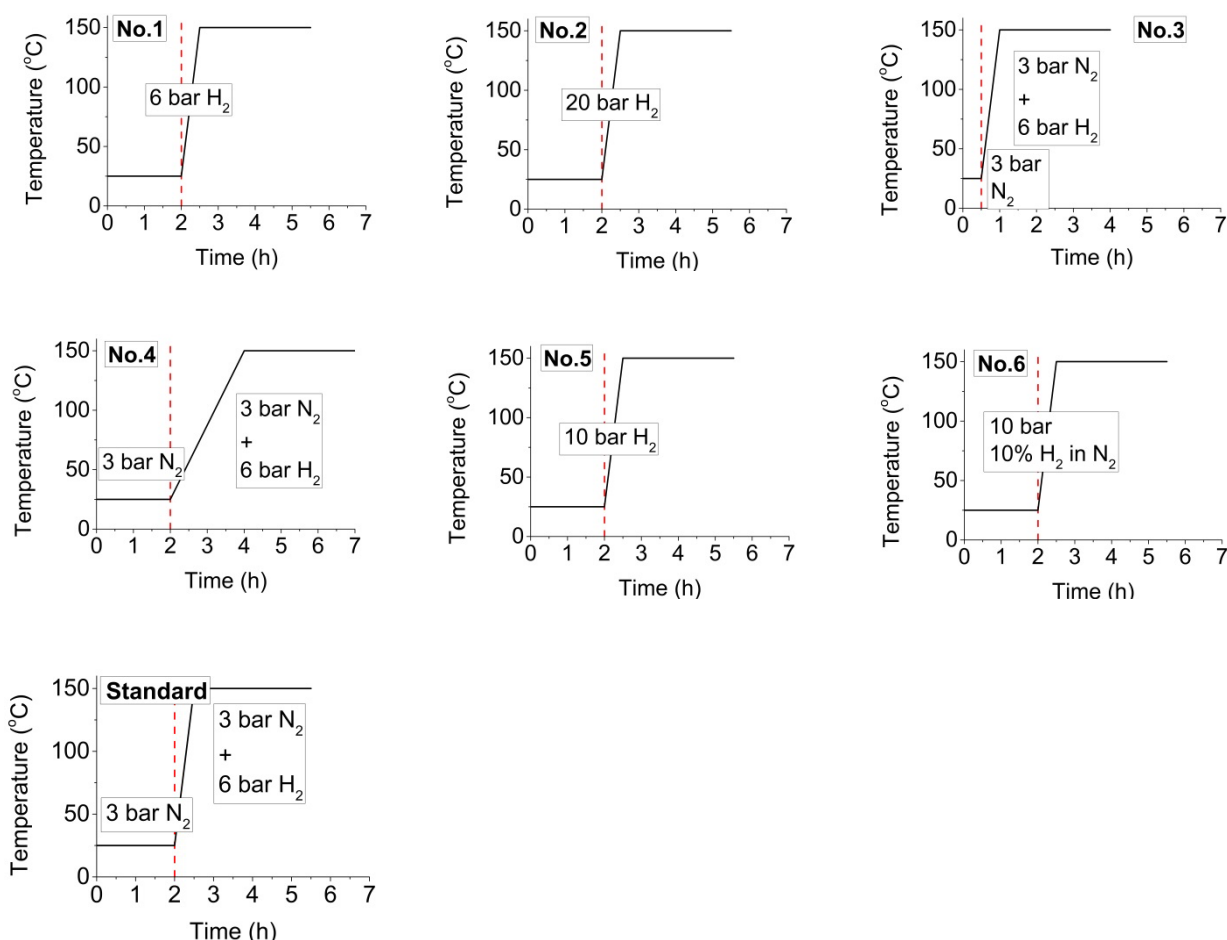 No.1
Temperature (°C)
150
100
50
0
6 bar H₂
0 1 2 3 4 5 6 7
Time (h)
No.2
Temperature (°C)
150
100
50
0
20 bar H₂
0 1 2 3 4 5 6 7
Time (h)
No.3
Temperature (°C)
150
100
50
0
3 bar N₂
+
6 bar H₂
3 bar
N₂
0 1 2 3 4 5 6 7
Time (h)
No.4
Temperature (°C)
150
100
50
0
3 bar N₂
3 bar N₂
+
6 bar H₂
0 1 2 3 4 5 6 7
Time (h)
No.5
Temperature (°C)
150
100
50
0
10 bar H₂
0 1 2 3 4 5 6 7
Time (h)
No.6
Temperature (°C)
150
100
50
0
10 bar
10% H₂ in N₂
0 1 2 3 4 5 6 7
Time (h)
Standard
Temperature (°C)
150
100
50
0
3 bar N₂
+
6 bar H₂
3 bar N₂
0 1 2 3 4 5 6 7
Time (h)